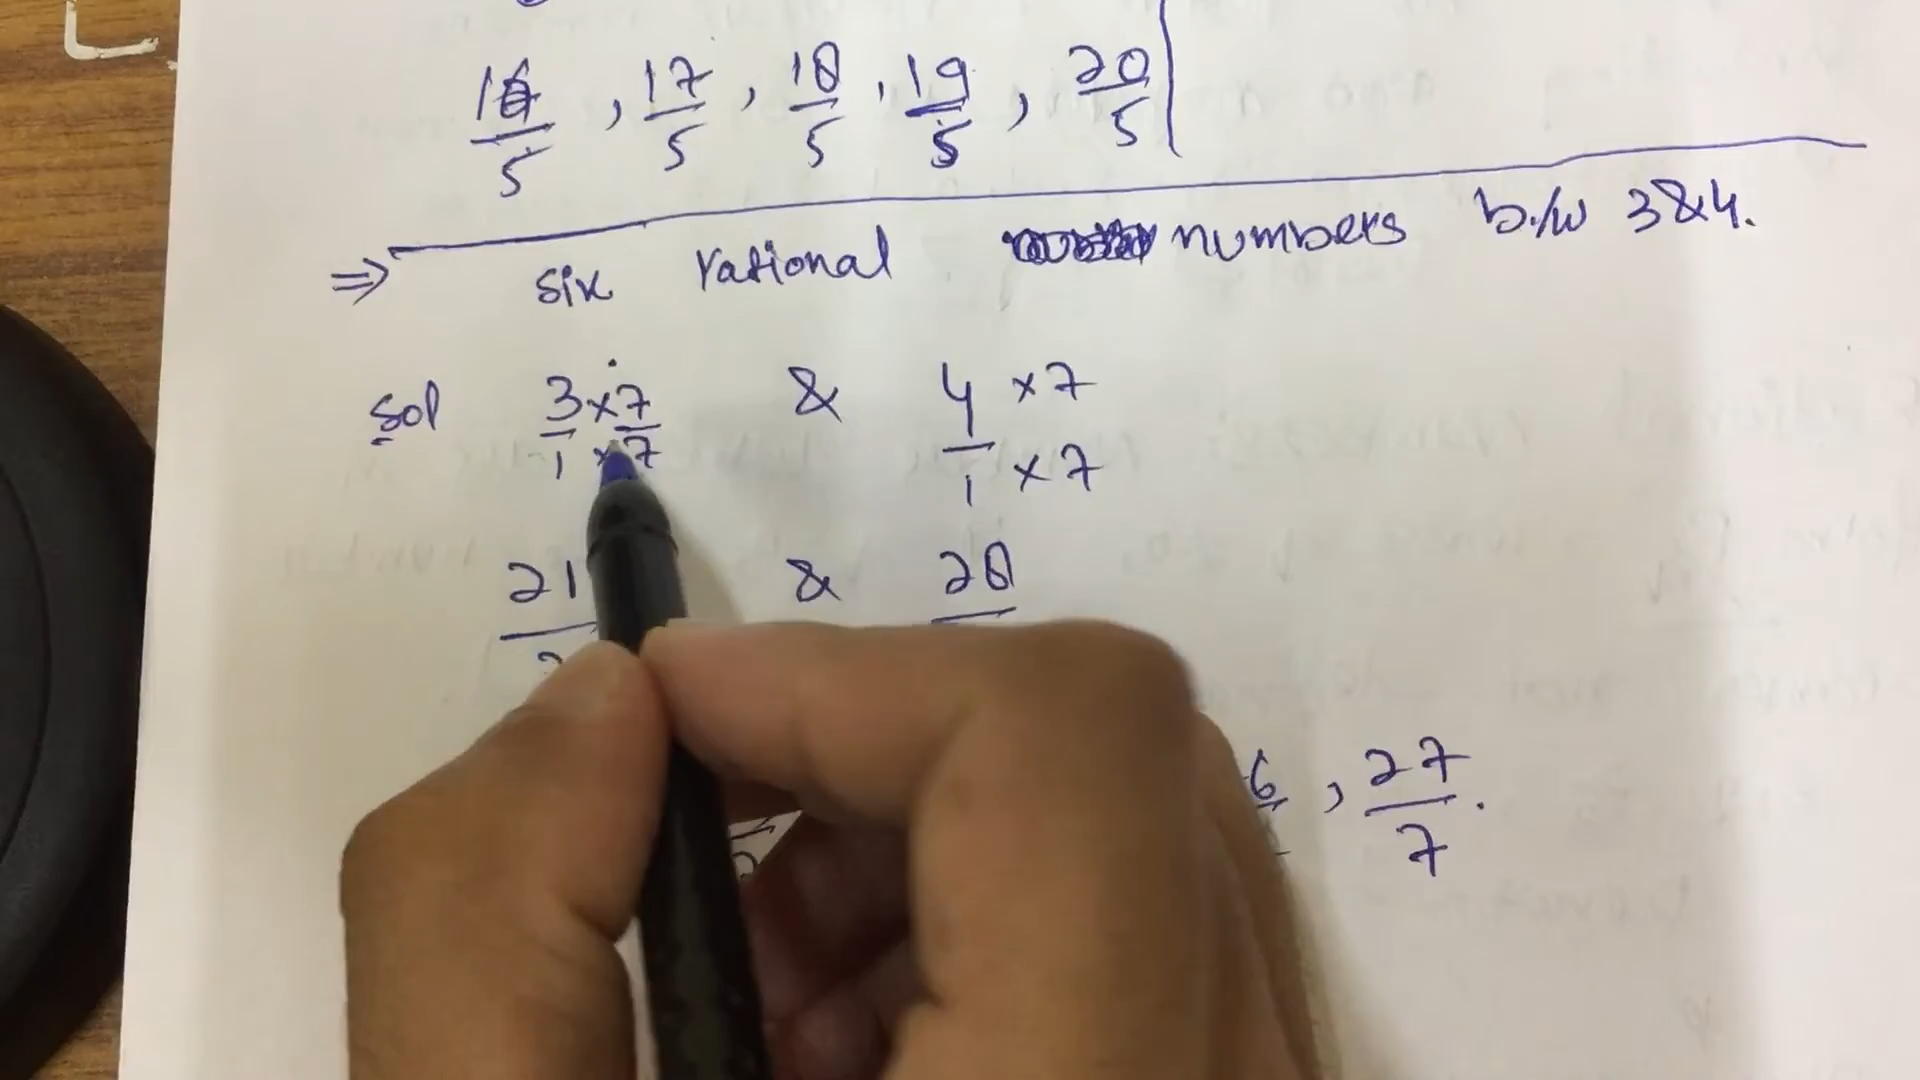 16/5 , 17/5 , 18/5 , 19/5 , 20/5
⇒ six rational numbers b/w 3&4.
Sol 3×7/1×7 & 4×7/1×7
21 & 28
6 , 27/7 .